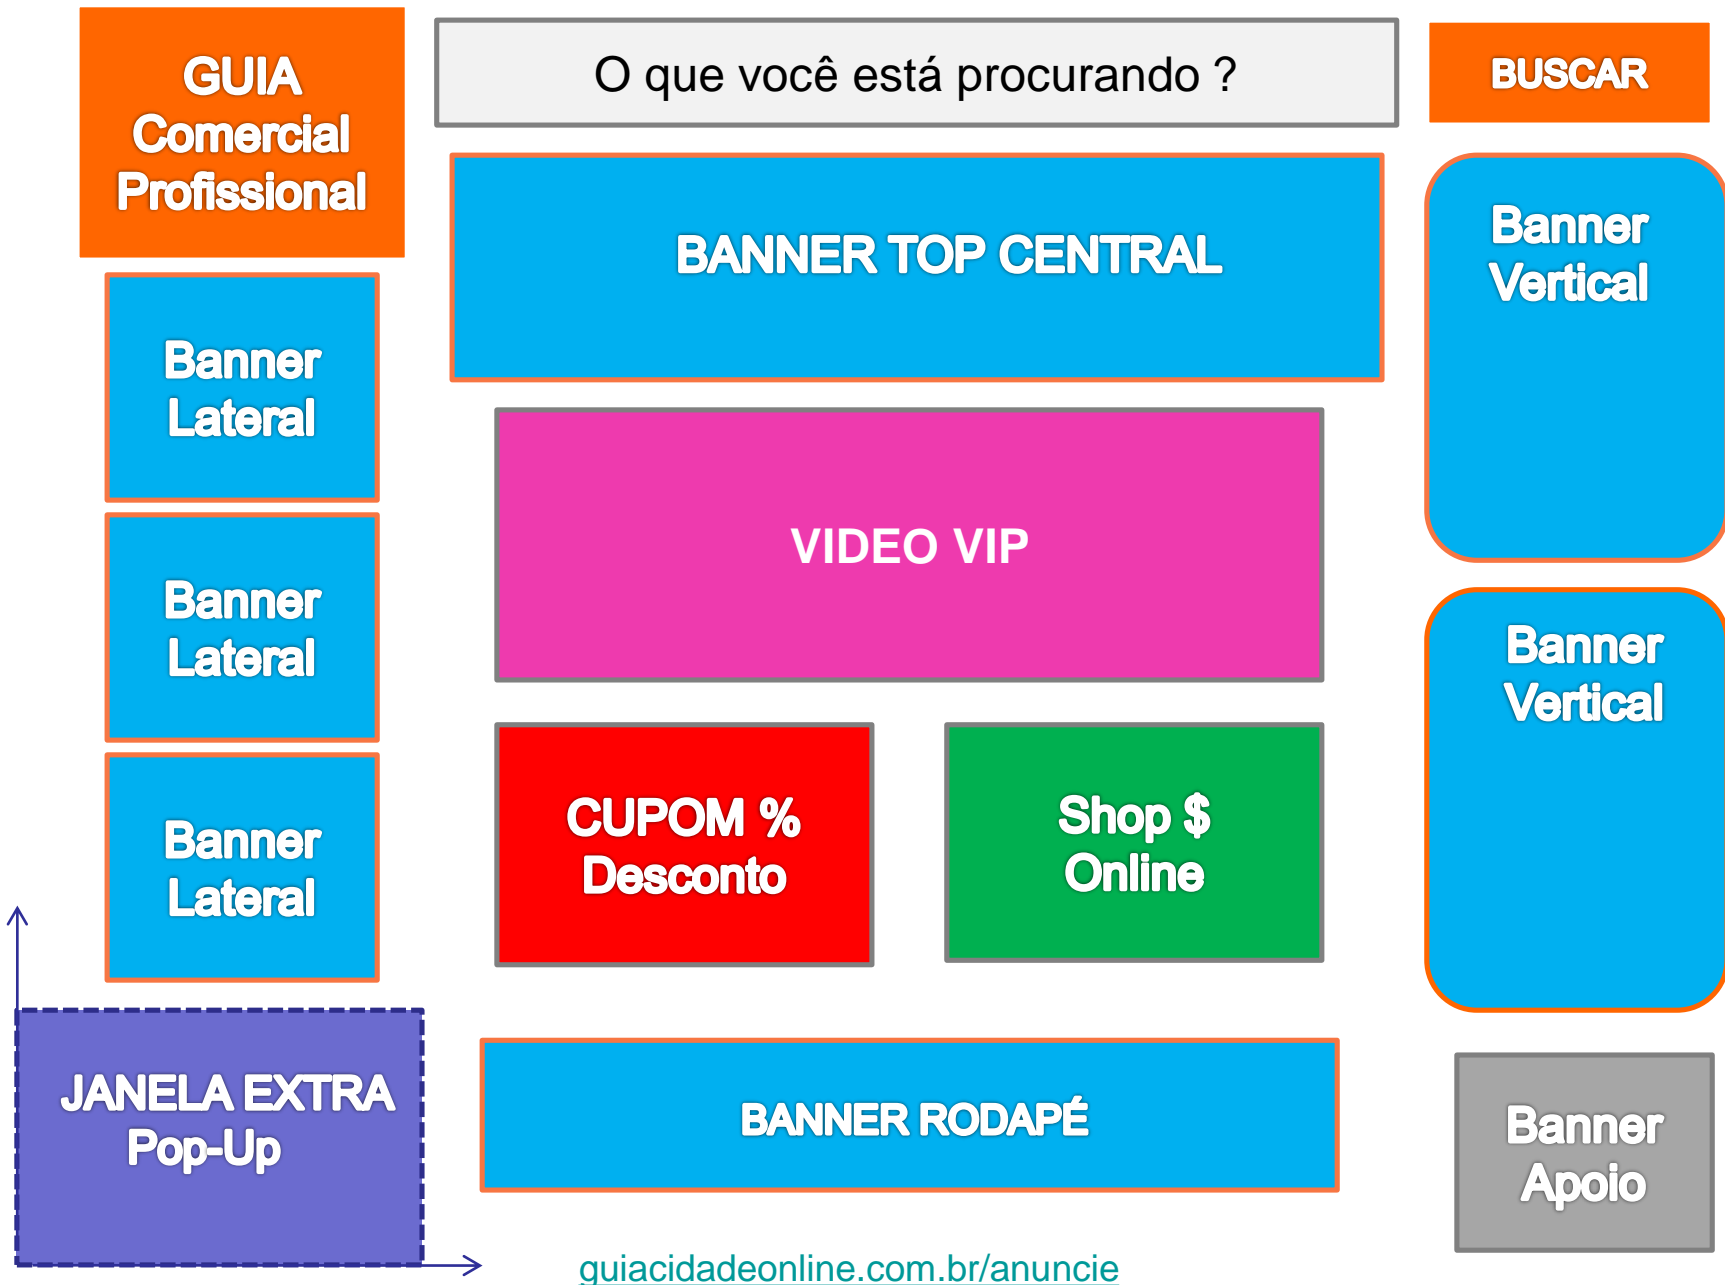 GUIA
Comercial
Profissional
O que você está procurando ?
BUSCAR
BANNER TOP CENTRAL
Banner
Vertical
Banner
Lateral
VIDEO VIP
Banner
Lateral
Banner
Vertical
CUPOM %
Desconto
Shop $
Online
Banner
Lateral
JANELA EXTRA
Pop-Up
BANNER RODAPÉ
Banner
Apoio
guiacidadeonline.com.br/anuncie